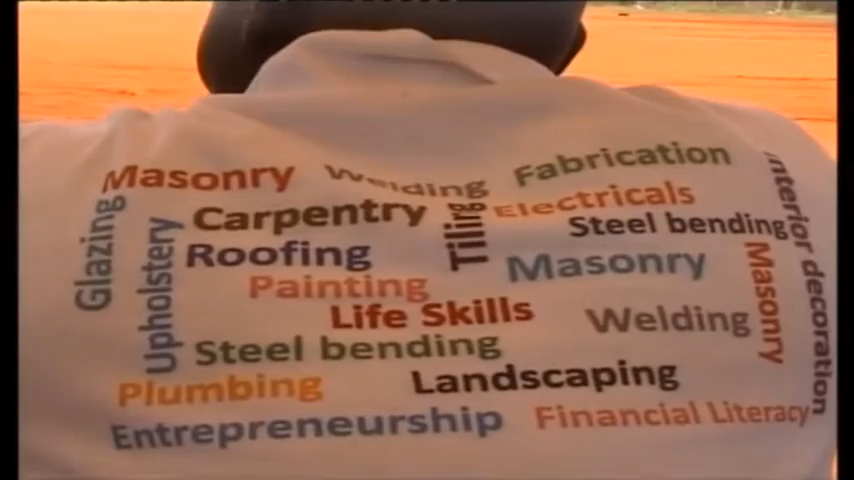 Masonry
Welding
Fabrication
Glazing
Upholstery
Carpentry
Tiling
Electricals
Steel bending
Interior decoration
Roofing
Masonry
Masonry
Painting
Life Skills
Welding
Steel bending
Plumbing
Landscaping
Entrepreneurship
Financial Literacy